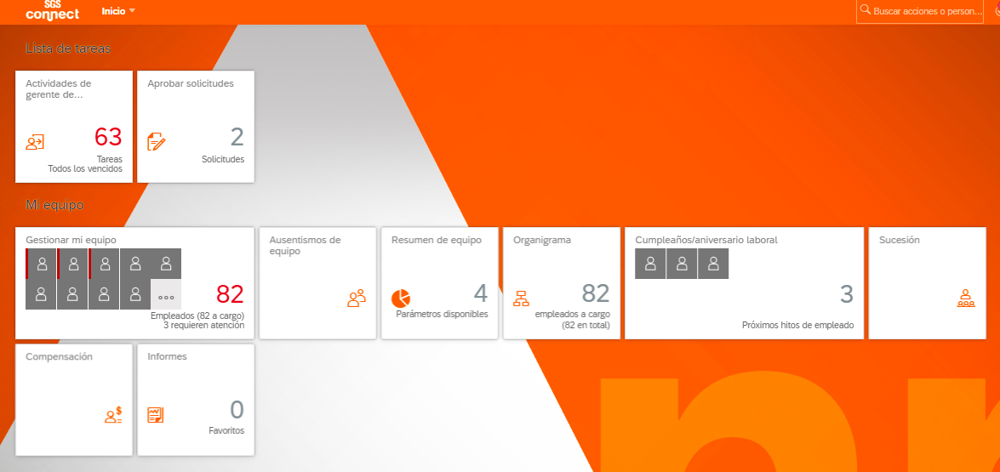 SGS
connect
Inicio
Buscar acciones o person...
Lista de tareas
Actividades de
gerente de...
63
Tareas
Todos los vencidos
Aprobar solicitudes
2
Solicitudes
Mi equipo
Gestionar mi equipo
82
Empleados (82 a cargo)
3 requieren atención
Ausentismos de
equipo
Resumen de equipo
4
Parámetros disponibles
Organigrama
82
empleados a cargo
(82 en total)
Cumpleaños/aniversario laboral
3
Próximos hitos de empleado
Sucesión
Compensación
Informes
0
Favoritos